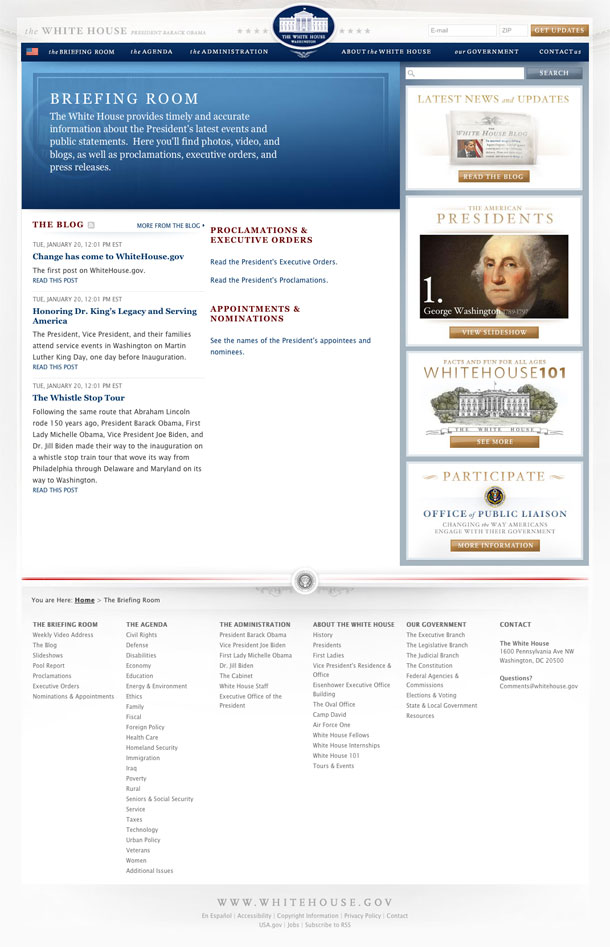 the WHITE HOUSE PRESIDENT BARACK OBAMA
THE WHITE HOUSE
WASHINGTON
E-mail
ZIP
GET UPDATES
the BRIEFING ROOM
the AGENDA
the ADMINISTRATION
ABOUT the WHITE HOUSE
our GOVERNMENT
CONTACT us
SEARCH
BRIEFING ROOM
The White House provides timely and accurate
information about the President's latest events and
public statements.  Here you'll find photos, video, and
blogs, as well as proclamations, executive orders, and
press releases.
LATEST NEWS and UPDATES
WHITE HOUSE BLOG
READ THE BLOG
THE AMERICAN
PRESIDENTS
1.
George Washington 1789-1797
VIEW SLIDESHOW
FACTS AND FUN FOR ALL AGES
WHITEHOUSE101
THE WHITE HOUSE
SEE MORE
PARTICIPATE
OFFICE of PUBLIC LIAISON
CHANGING the WAY AMERICANS
ENGAGE WITH THEIR GOVERNMENT
MORE INFORMATION
THE BLOG
MORE FROM THE BLOG
TUE, JANUARY 20, 12:01 PM EST
Change has come to WhiteHouse.gov
The first post on WhiteHouse.gov.
READ THIS POST
TUE, JANUARY 20, 12:01 PM EST
Honoring Dr. King's Legacy and Serving
America
The President, Vice President, and their families
attend service events in Washington on Martin
Luther King Day, one day before Inauguration.
READ THIS POST
TUE, JANUARY 20, 12:01 PM EST
The Whistle Stop Tour
Following the same route that Abraham Lincoln
rode 150 years ago, President Barack Obama, First
Lady Michelle Obama, Vice President Joe Biden, and
Dr. Jill Biden made their way to the inauguration on
a whistle stop train tour that wove its way from
Philadelphia through Delaware and Maryland on its
way to Washington.
READ THIS POST
PROCLAMATIONS &
EXECUTIVE ORDERS
Read the President's Executive Orders.
Read the President's Proclamations.
APPOINTMENTS &
NOMINATIONS
See the names of the President's appointees and
nominees.
You are Here: Home > The Briefing Room
THE BRIEFING ROOM
Weekly Video Address
The Blog
Slideshows
Pool Report
Proclamations
Executive Orders
Nominations & Appointments
THE AGENDA
Civil Rights
Defense
Disabilities
Economy
Education
Energy & Environment
Ethics
Family
Fiscal
Foreign Policy
Health Care
Homeland Security
Immigration
Iraq
Poverty
Rural
Seniors & Social Security
Service
Taxes
Technology
Urban Policy
Veterans
Women
Additional Issues
THE ADMINISTRATION
President Barack Obama
Vice President Joe Biden
First Lady Michelle Obama
Dr. Jill Biden
The Cabinet
White House Staff
Executive Office of the
President
ABOUT THE WHITE HOUSE
History
Presidents
First Ladies
Vice President's Residence &
Office
Eisenhower Executive Office
Building
The Oval Office
Camp David
Air Force One
White House Fellows
White House Internships
White House 101
Tours & Events
OUR GOVERNMENT
The Executive Branch
The Legislative Branch
The Judicial Branch
The Constitution
Federal Agencies &
Commissions
Elections & Voting
State & Local Government
Resources
CONTACT
The White House
1600 Pennsylvania Ave NW
Washington, DC 20500
Questions?
Comments@whitehouse.gov
WWW.WHITEHOUSE.GOV
En Español | Accessibility | Copyright Information | Privacy Policy | Contact
USA.gov | Jobs | Subscribe to RSS